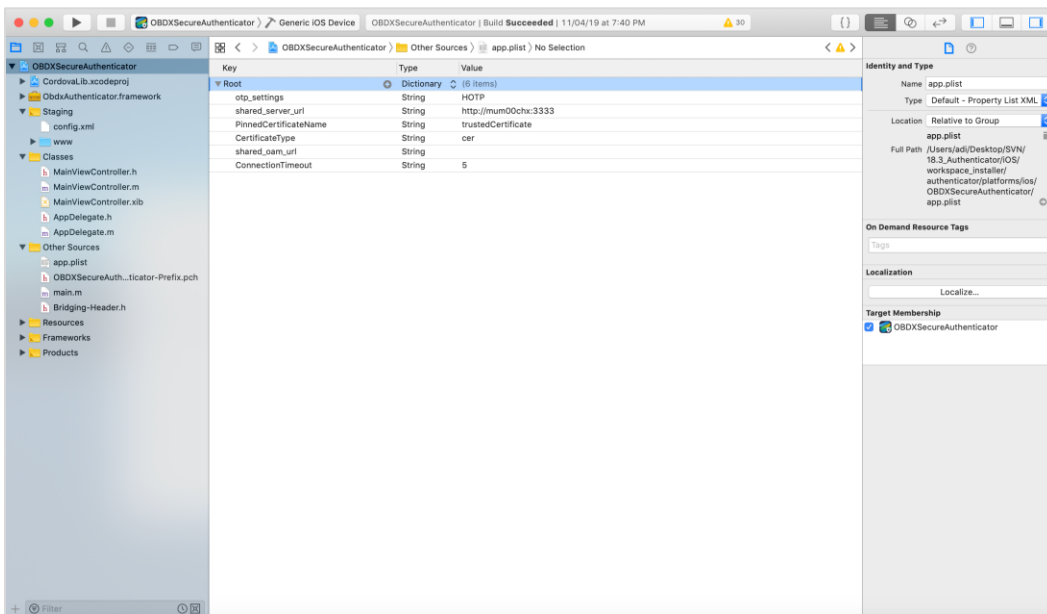 OBDXSecureAuthenticator Generic iOS Device
OBDXSecureAuthenticator | Build Succeeded | 11/04/19 at 7:40 PM
30
OBDXSecureAuthenticator Other Sources app.plist No Selection
OBDXSecureAuthenticator
CordovaLib.xcodeproj
ObdxAuthenticator.framework
Staging
config.xml
www
Classes
MainViewController.h
MainViewController.m
MainViewController.xib
AppDelegate.h
AppDelegate.m
Other Sources
app.plist
OBDXSecureAuth...ticator-Prefix.pch
main.m
Bridging-Header.h
Resources
Frameworks
Products
Filter
Key Type Value
Root Dictionary (6 items)
otp_settings String HOTP
shared_server_url String http://mum00chx:3333
PinnedCertificateName String trustedCertificate
CertificateType String cer
shared_oam_url String
ConnectionTimeout String 5
Identity and Type
Name app.plist
Type Default - Property List XML
Location Relative to Group
app.plist
Full Path /Users/adi/Desktop/SVN/
18.3_Authenticator/iOS/
workspace_installer/
authenticator/platforms/ios/
OBDXSecureAuthenticator/
app.plist
On Demand Resource Tags
Tags
Localization
Localize...
Target Membership
OBDXSecureAuthenticator